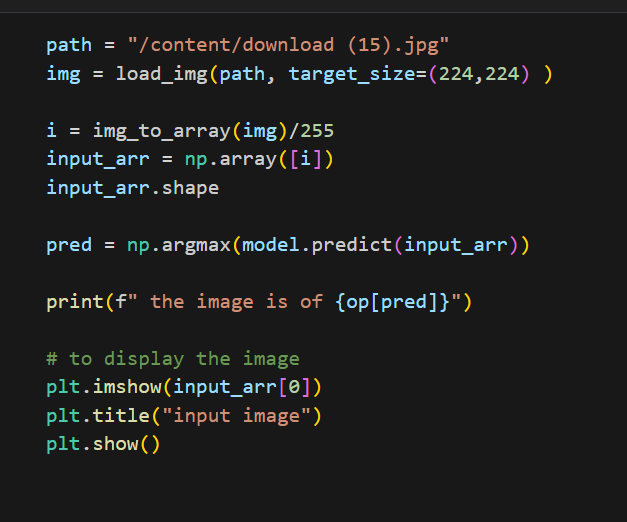 path = "/content/download (15).jpg"
img = load_img(path, target_size=(224,224) )
i = img_to_array(img)/255
input_arr = np.array([i])
input_arr.shape
pred = np.argmax(model.predict(input_arr))
print(f" the image is of {op[pred]}")
# to display the image
plt.imshow(input_arr[0])
plt.title("input image")
plt.show()